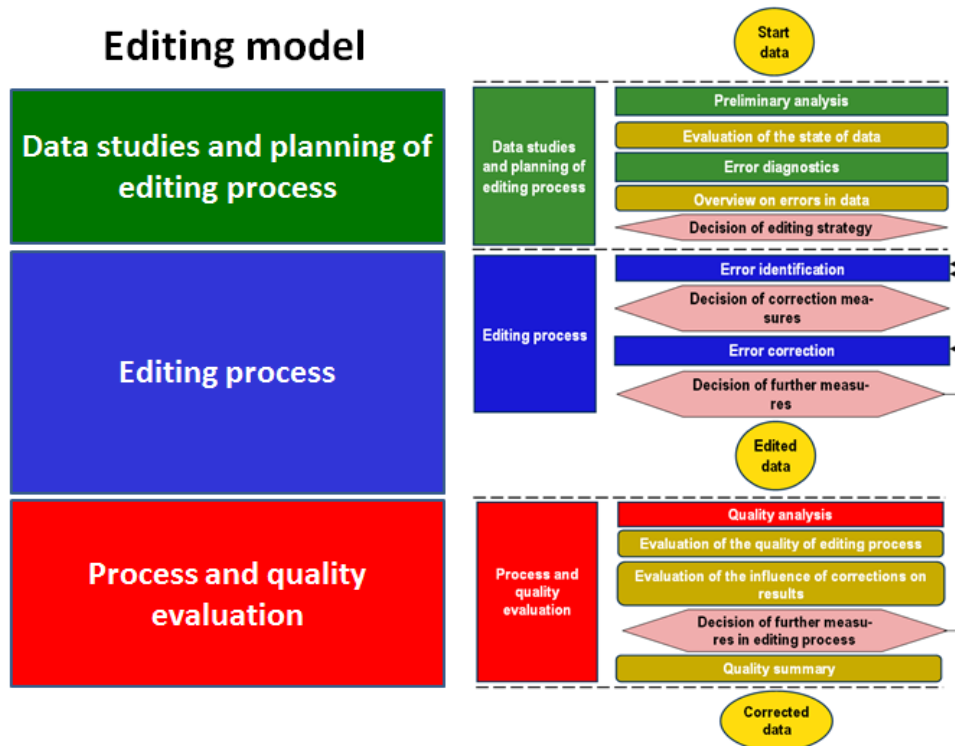 Editing model
Data studies and planning of
editing process
Editing process
Process and quality
evaluation
Start
data
Data studies
and planning of
editing process
Preliminary analysis
Evaluation of the state of data
Error diagnostics
Overview on errors in data
Decision of editing strategy
Editing process
Error identification
Decision of correction mea-
sures
Error correction
Decision of further measu-
res
Edited
data
Process and
quality
evaluation
Quality analysis
Evaluation of the quality of editing process
Evaluation of the influence of corrections on
results
Decision of further measu-
res in editing process
Quality summary
Corrected
data